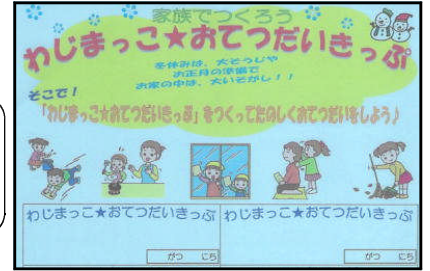 家族でつくろう
わじまっこ★おてつだいきっぷ
冬休みは、大そうじや
お正月の準備で
お家の中は、大いそがし！！
そこで！
「わじまっこ★おてつだいきっぷ」をつくってたのしくおてつだいをしよう♪
わじまっこ★おてつだいきっぷ
がつ にち
わじまっこ★おてつだいきっぷ
がつ にち